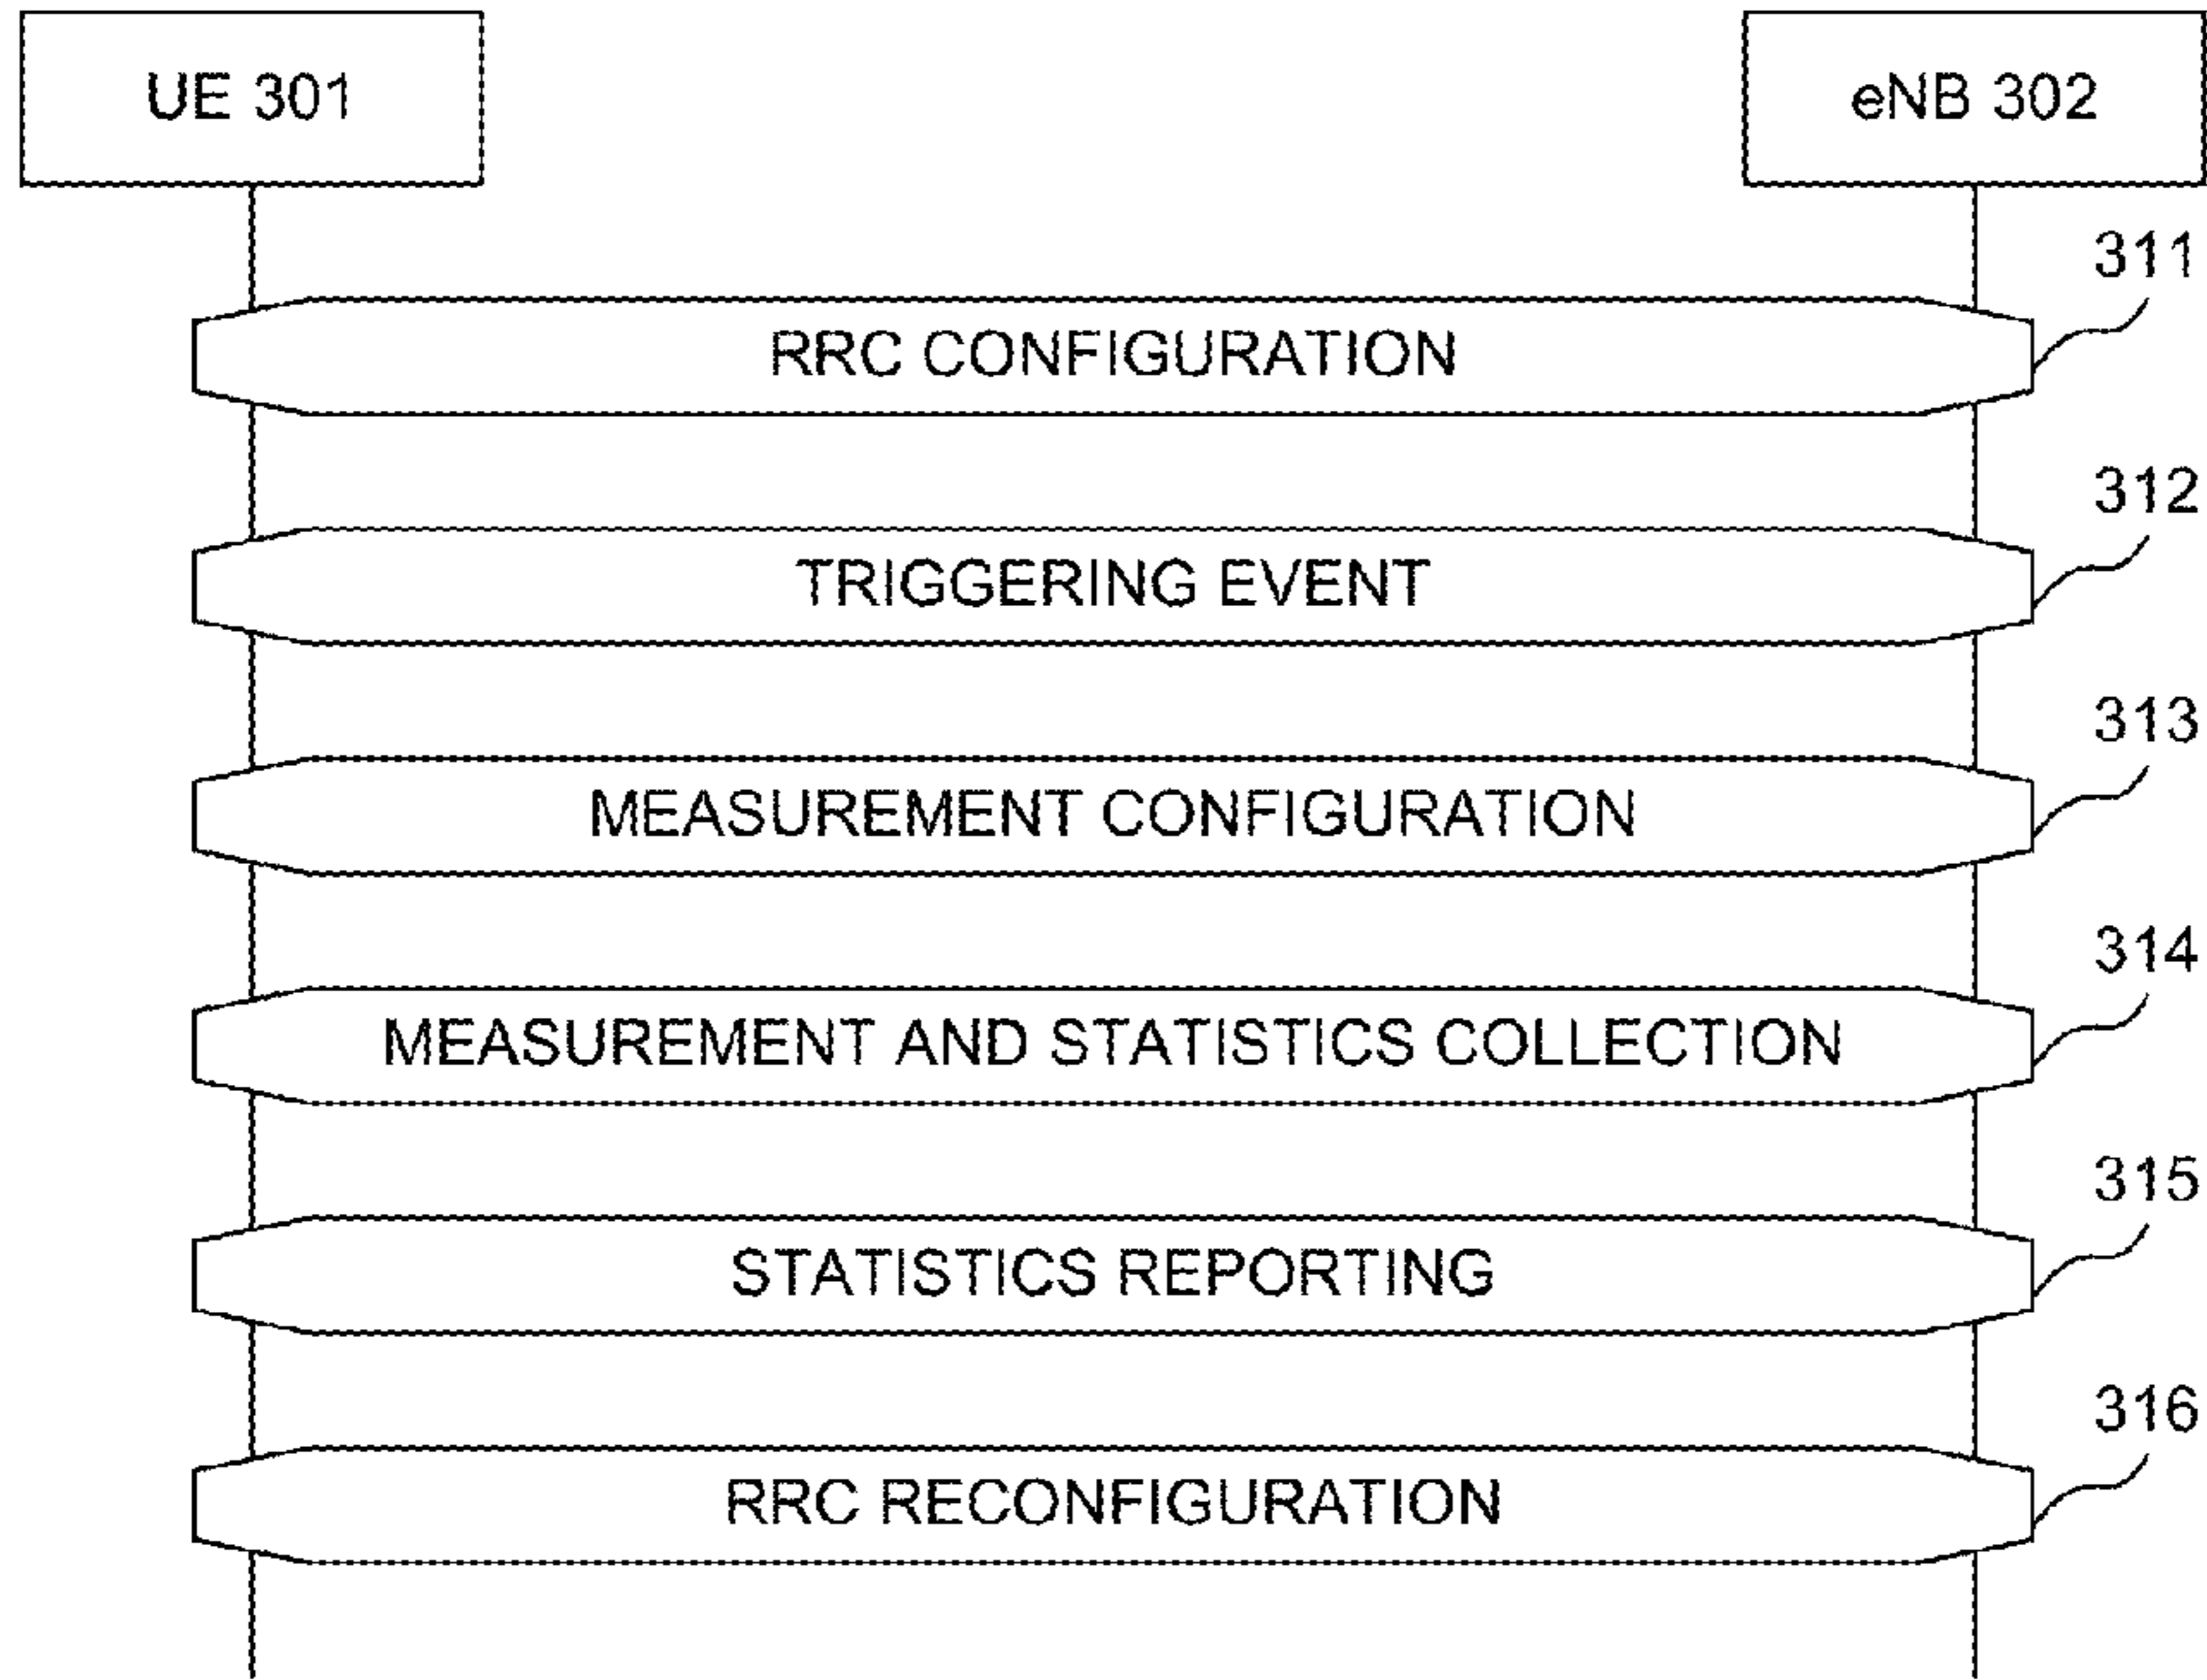 UE 301
eNB 302
311
RRC CONFIGURATION
312
TRIGGERING EVENT
313
MEASUREMENT CONFIGURATION
314
MEASUREMENT AND STATISTICS COLLECTION
315
STATISTICS REPORTING
316
RRC RECONFIGURATION